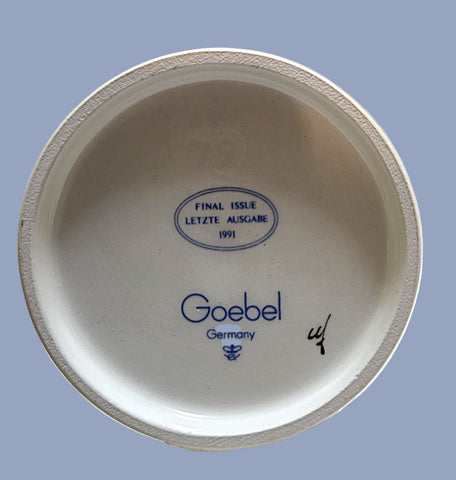 FINAL ISSUE
LETZTE AUSGABE
1991
Goebel
Germany